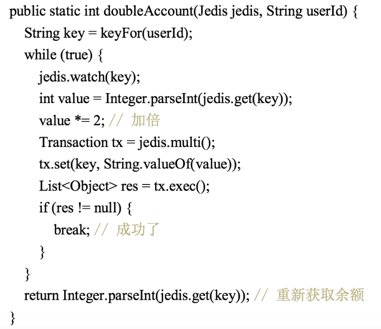 public static int doubleAccount(Jedis jedis, String userId) {
String key = keyFor(userId);
while (true) {
jedis.watch(key);
int value = Integer.parseInt(jedis.get(key));
value *= 2; // 加倍
Transaction tx = jedis.multi();
tx.set(key, String.valueOf(value));
List<Object> res = tx.exec();
if (res != null) {
break; // 成功了
}
}
return Integer.parseInt(jedis.get(key)); // 重新获取余额
}